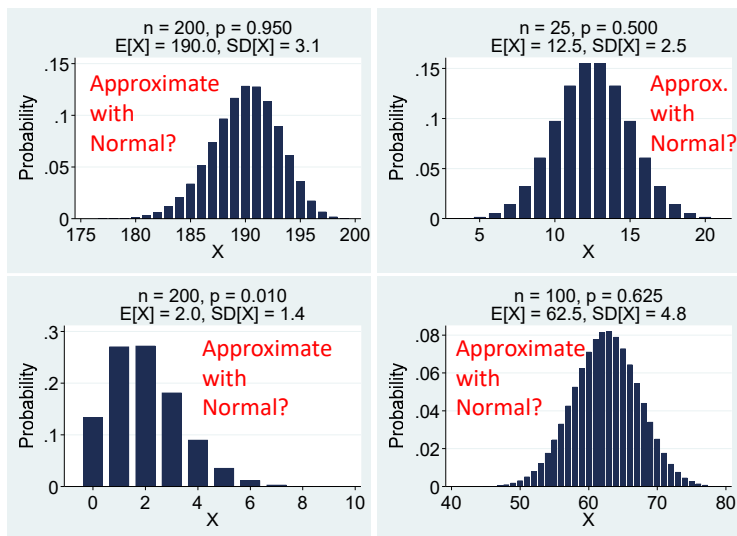 n = 200, p = 0.950
E[X] = 190.0, SD[X] = 3.1
Approximate
with
Normal?
Probability
.15
.1
.05
0
175 180 185 190 195 200
X
n = 25, p = 0.500
E[X] = 12.5, SD[X] = 2.5
Approx.
with
Normal?
Probability
.15
.1
.05
0
5 10 15 20
X
n = 200, p = 0.010
E[X] = 2.0, SD[X] = 1.4
Approximate
with
Normal?
Probability
.3
.2
.1
0
0 2 4 6 8 10
X
n = 100, p = 0.625
E[X] = 62.5, SD[X] = 4.8
Approximate
with
Normal?
Probability
.08
.06
.04
.02
0
40 50 60 70 80
X